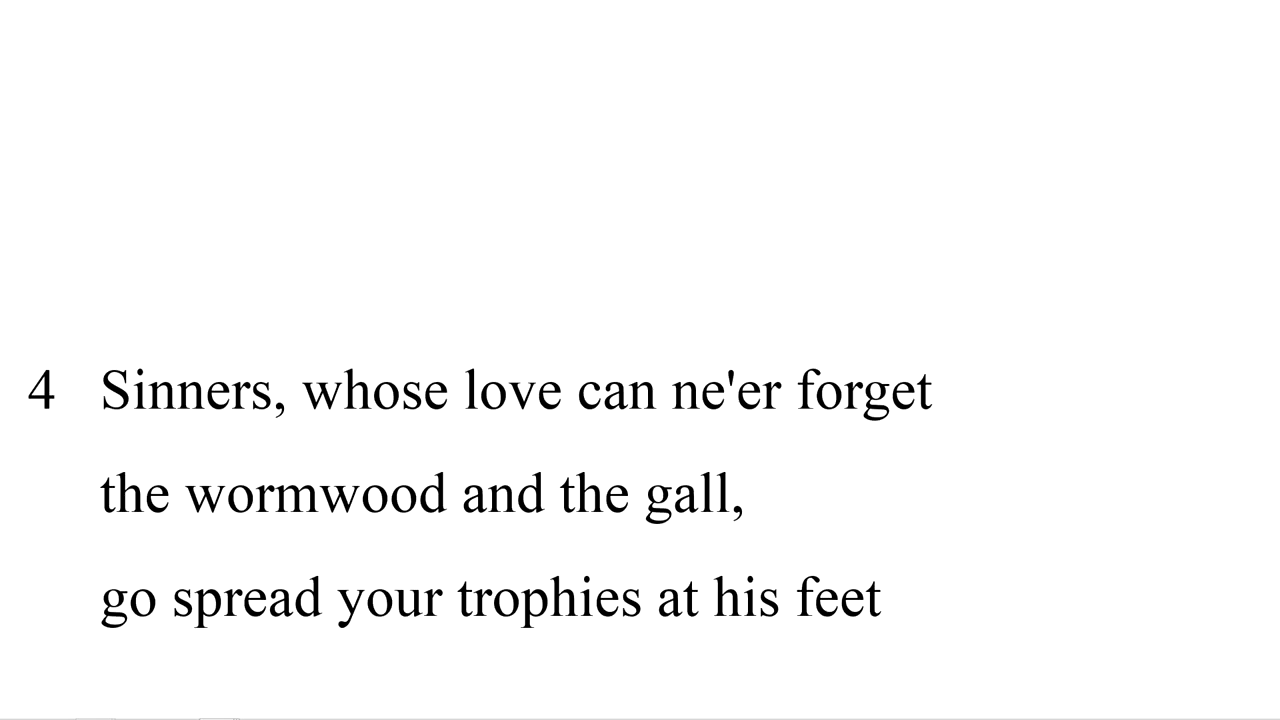 4 Sinners, whose love can ne'er forget
the wormwood and the gall,
go spread your trophies at his feet